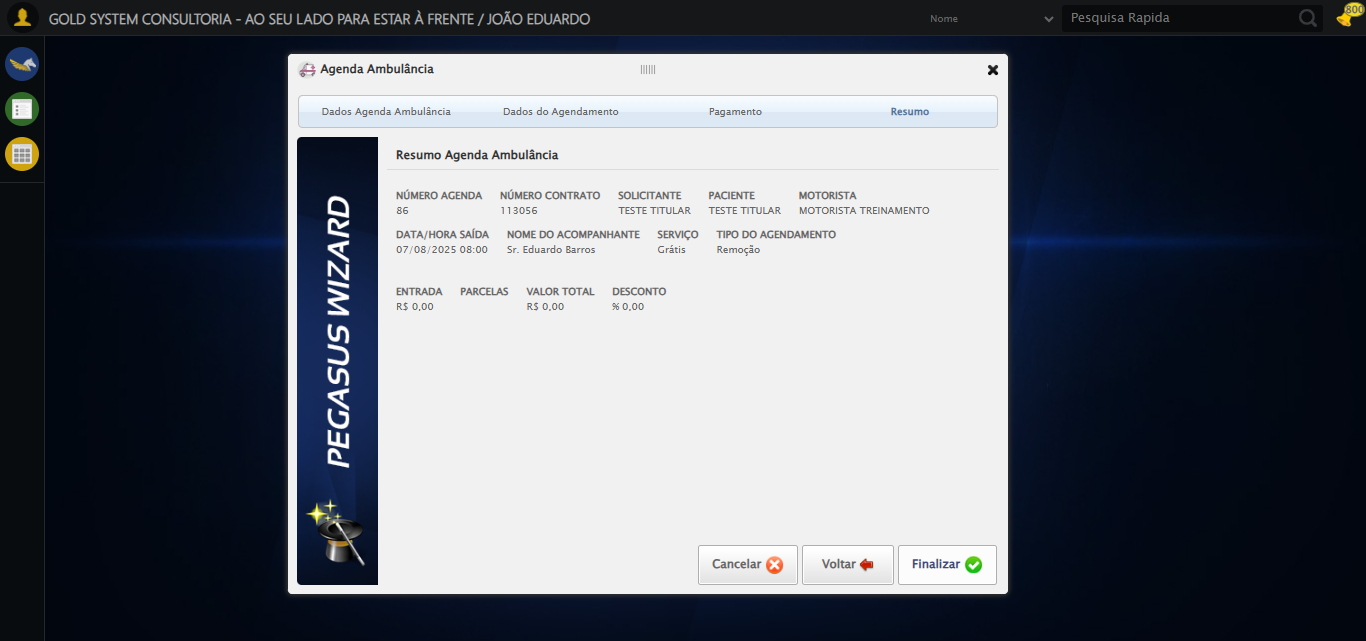 GOLD SYSTEM CONSULTORIA - AO SEU LADO PARA ESTAR À FRENTE / JOÃO EDUARDO
Nome
Pesquisa Rapida
800
Agenda Ambulância
Dados Agenda Ambulância Dados do Agendamento Pagamento Resumo
PEGASUS WIZARD
Resumo Agenda Ambulância
NÚMERO AGENDA NÚMERO CONTRATO SOLICITANTE PACIENTE MOTORISTA
86 113056 TESTE TITULAR TESTE TITULAR MOTORISTA TREINAMENTO
DATA/HORA SAÍDA NOME DO ACOMPANHANTE SERVIÇO TIPO DO AGENDAMENTO
07/08/2025 08:00 Sr. Eduardo Barros Grátis Remoção
ENTRADA PARCELAS VALOR TOTAL DESCONTO
R$ 0,00 R$ 0,00 % 0,00
Cancelar Voltar Finalizar